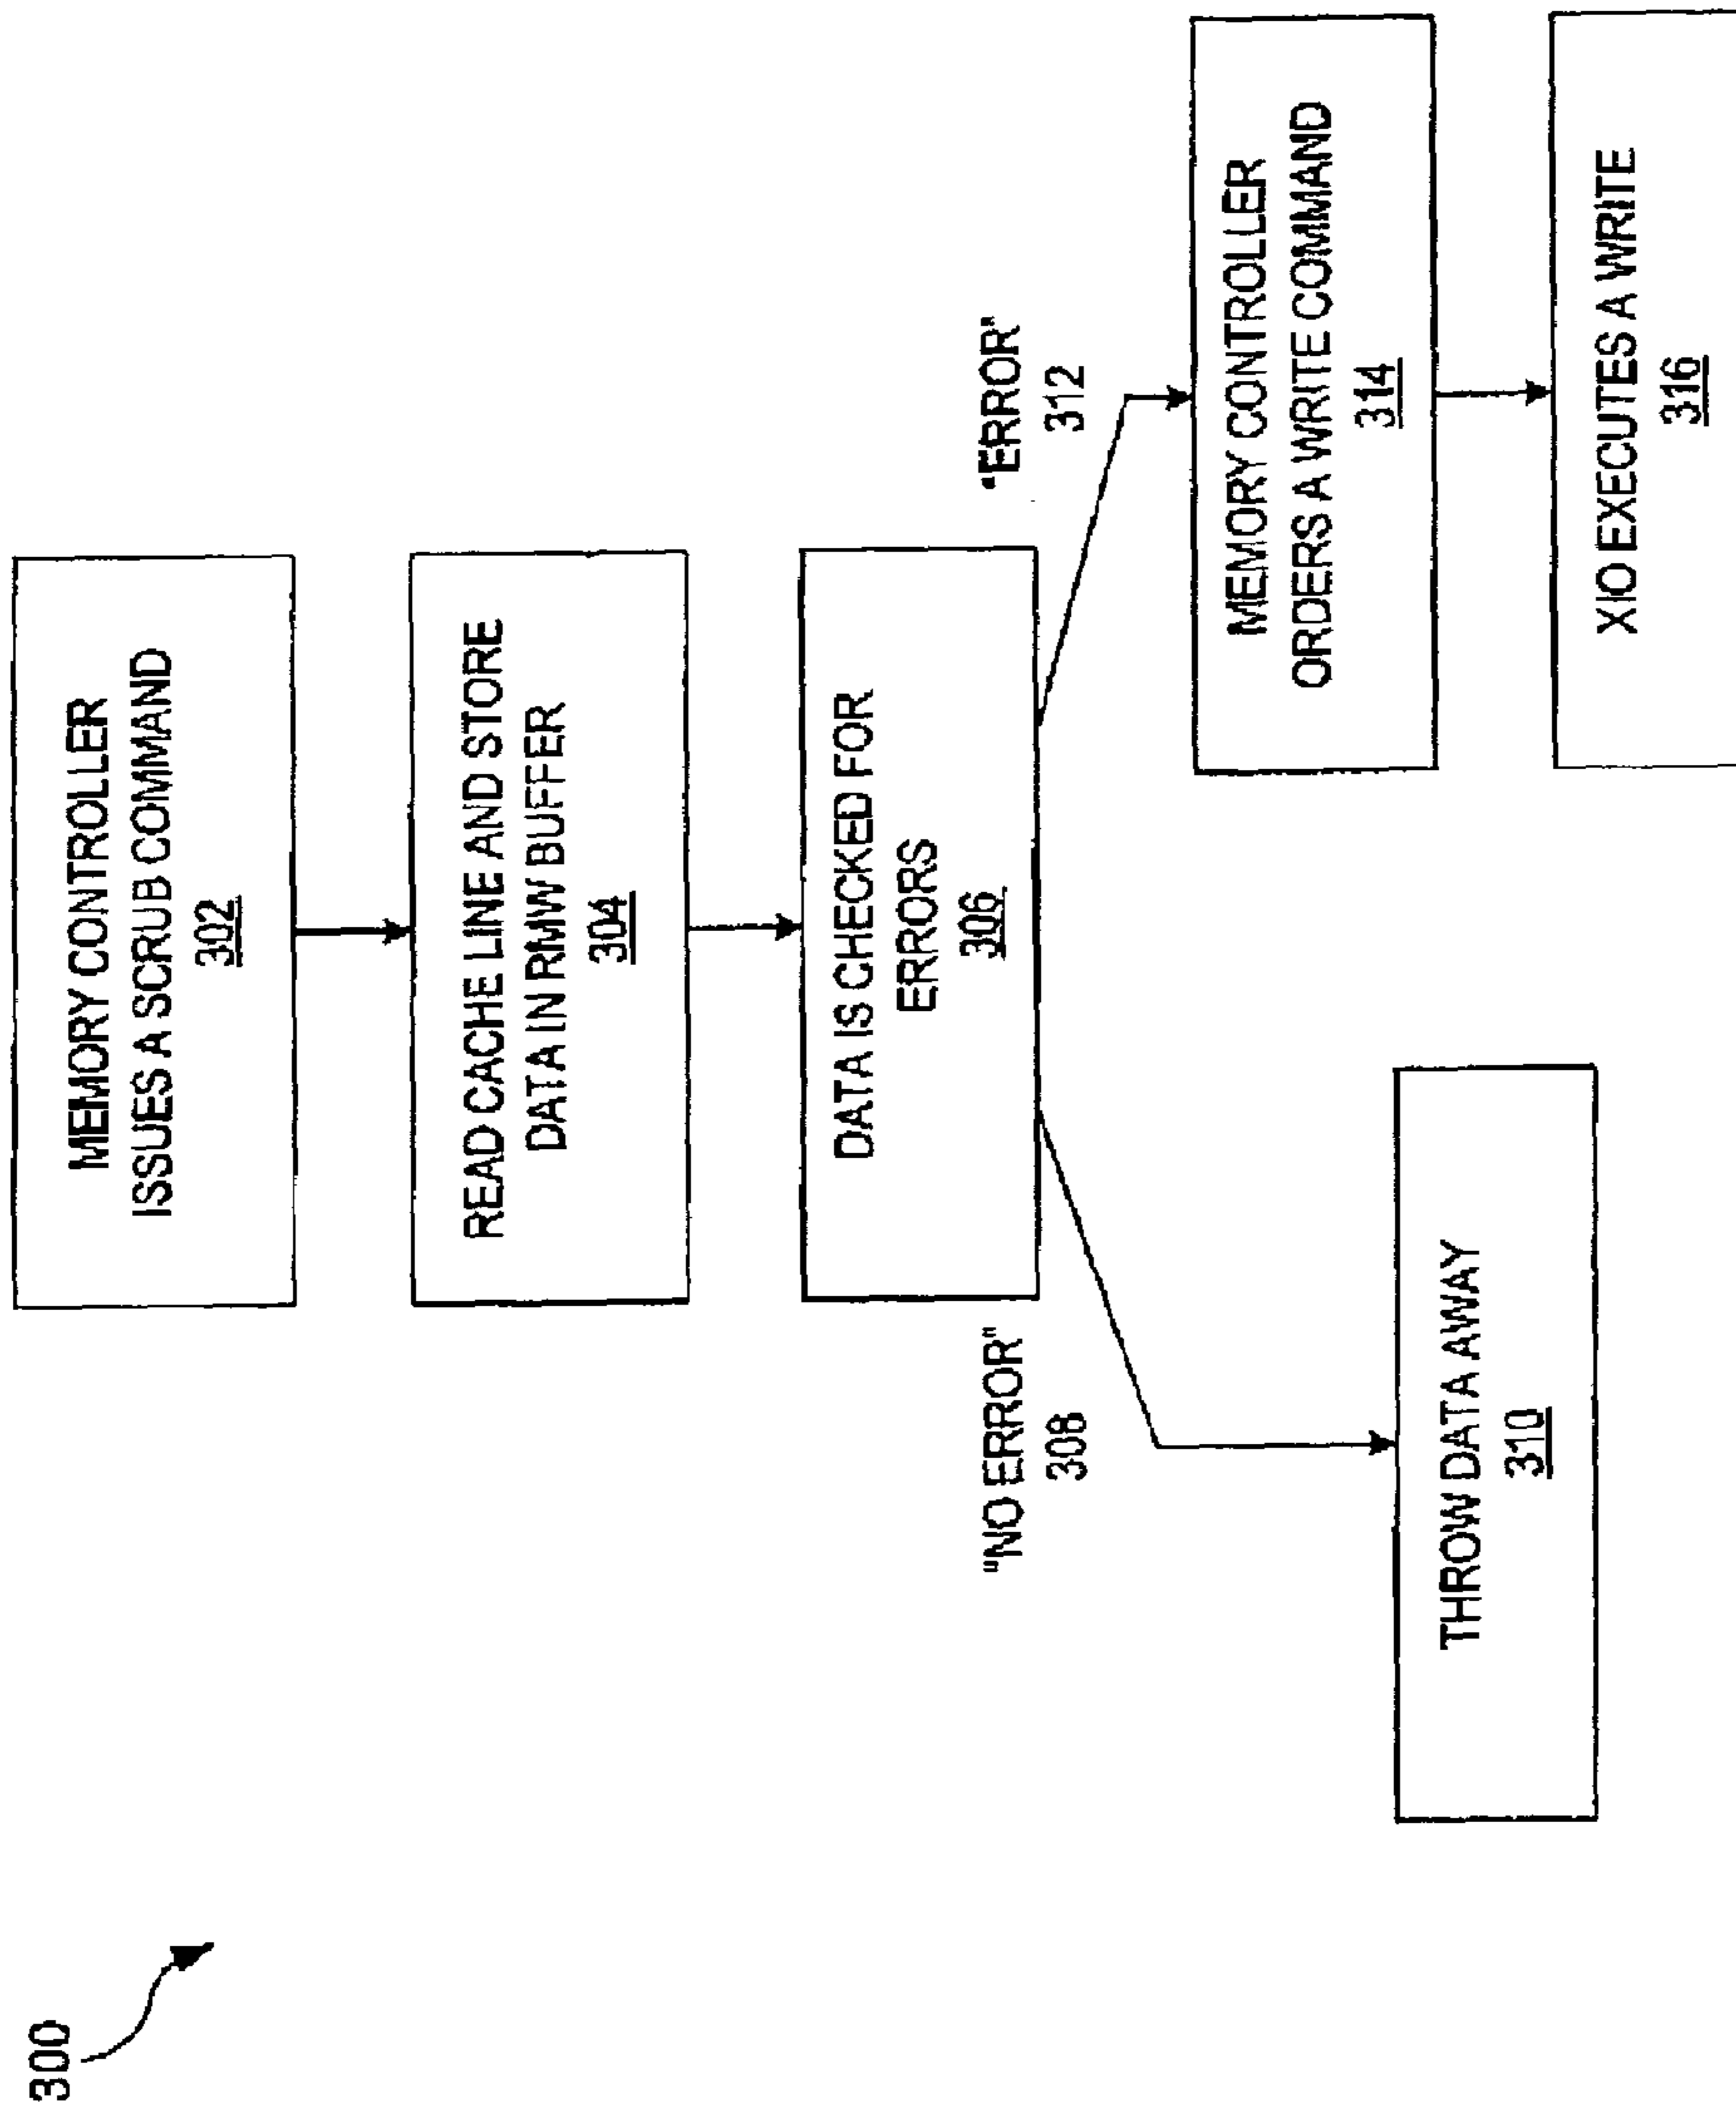 300
MEMORY CONTROLLER
ISSUES A SCRUB COMMAND
302
READ CACHE LINE AND STORE
DATA IN RMW BUFFER
304
DATA IS CHECKED FOR
ERRORS
306
"NO ERROR"
308
"ERROR"
312
THROW DATA AWAY
310
MEMORY CONTROLLER
ORDERS A WRITE COMMAND
314
XIO EXECUTES A WRITE
316